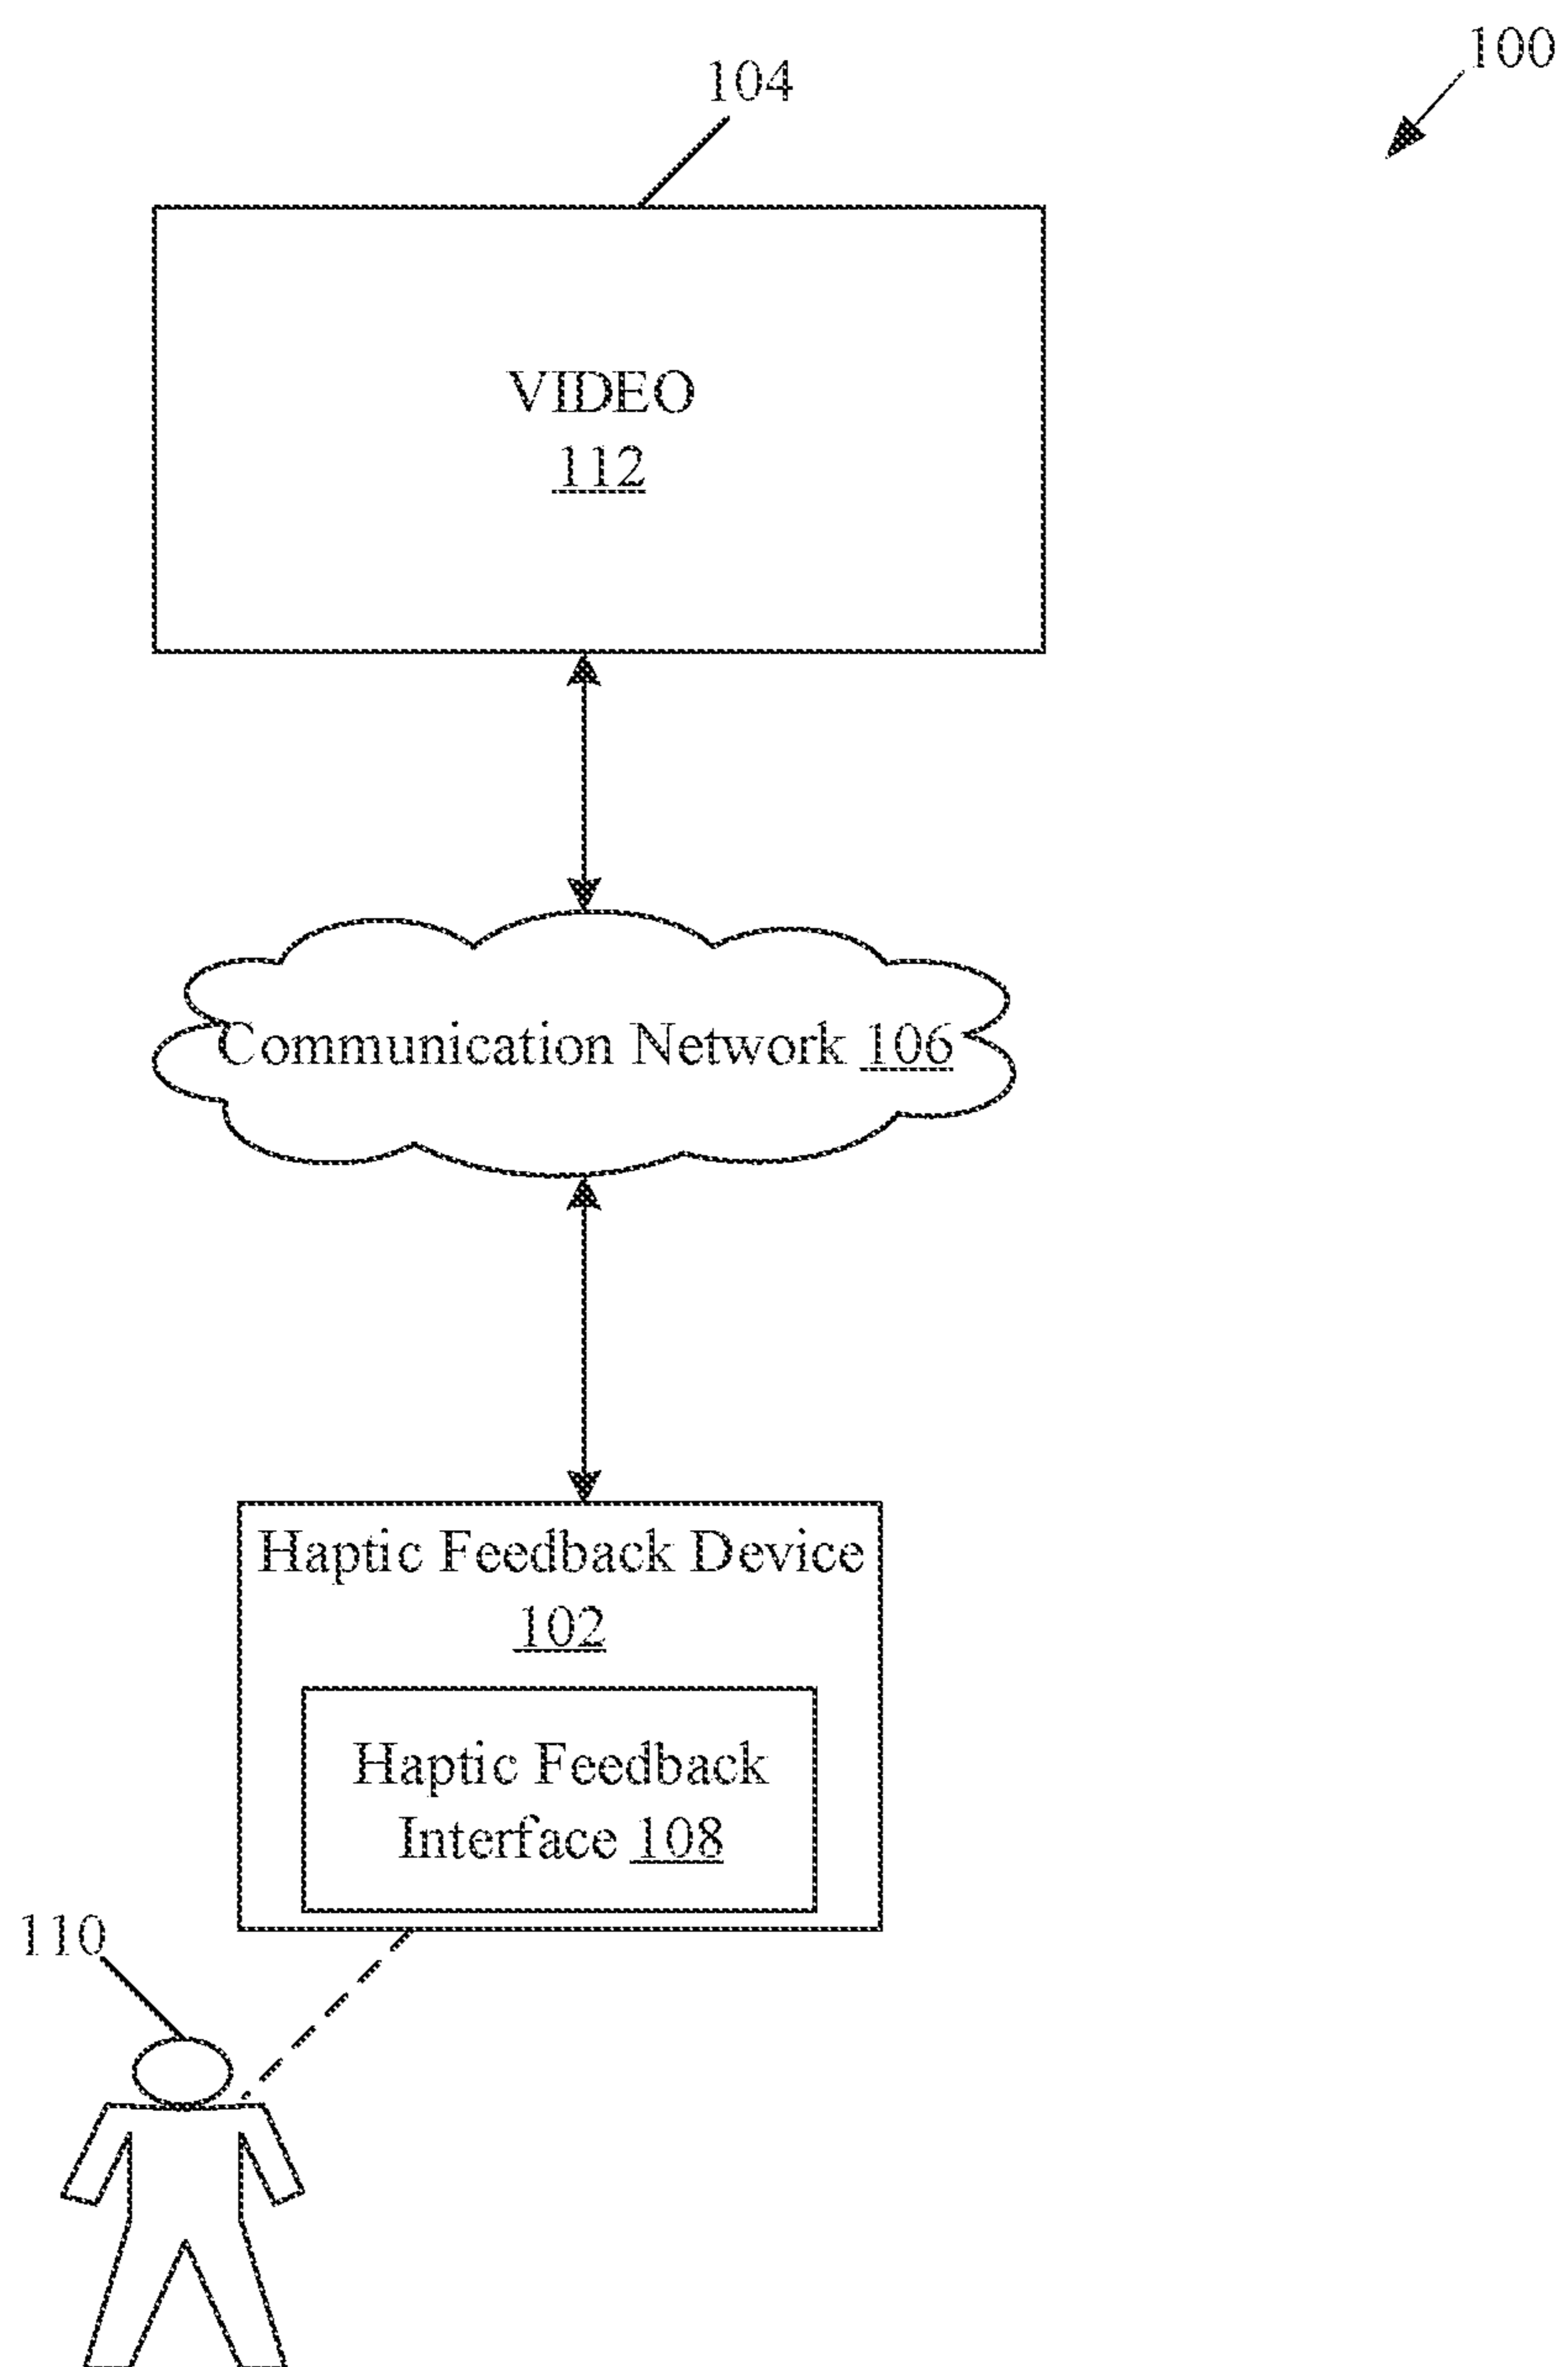 100
104
VIDEO
112
Communication Network 106
Haptic Feedback Device
102
Haptic Feedback
Interface 108
110